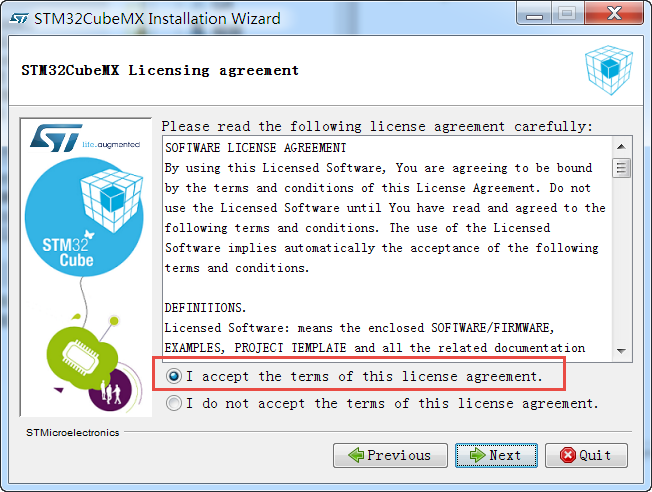 STM32CubeMX Installation Wizard
STM32CubeMX Licensing agreement
ST
life.augmented
STM32
Cube
Please read the following license agreement carefully:
SOFTWARE LICENSE AGREEMENT
By using this Licensed Software, You are agreeing to be bound
by the terms and conditions of this License Agreement. Do not
use the Licensed Software until You have read and agreed to the
following terms and conditions. The use of the Licensed
Software implies automatically the acceptance of the following
terms and conditions.
DEFINITIONS.
Licensed Software: means the enclosed SOFTWARE/FIRMWARE,
EXAMPLES, PROJECT TEMPLATE and all the related documentation
I accept the terms of this license agreement.
I do not accept the terms of this license agreement.
STMicroelectronics
Previous
Next
Quit